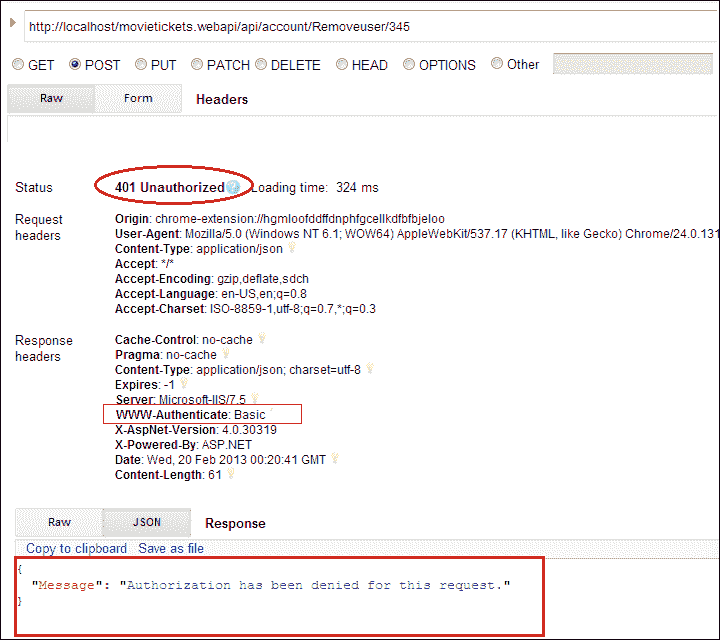 http://localhost/movietickets.webapi/api/account/Removeuser/345
GET POST PUT PATCH DELETE HEAD OPTIONS Other
Raw Form Headers
Status 401 Unauthorized ? Loading time: 324 ms
Request headers
Origin: chrome-extension://hgmloofddffdnphfgcellkdfbfbjeloo
User-Agent: Mozilla/5.0 (Windows NT 6.1; WOW64) AppleWebKit/537.17 (KHTML, like Gecko) Chrome/24.0.131
Content-Type: application/json
Accept: */*
Accept-Encoding: gzip,deflate,sdch
Accept-Language: en-US,en;q=0.8
Accept-Charset: ISO-8859-1,utf-8;q=0.7,*;q=0.3
Response headers
Cache-Control: no-cache
Pragma: no-cache
Content-Type: application/json; charset=utf-8
Expires: -1
Server: Microsoft-IIS/7.5
WWW-Authenticate: Basic
X-AspNet-Version: 4.0.30319
X-Powered-By: ASP.NET
Date: Wed, 20 Feb 2013 00:20:41 GMT
Content-Length: 61
Raw JSON Response
Copy to clipboard Save as file
{
"Message": "Authorization has been denied for this request."
}